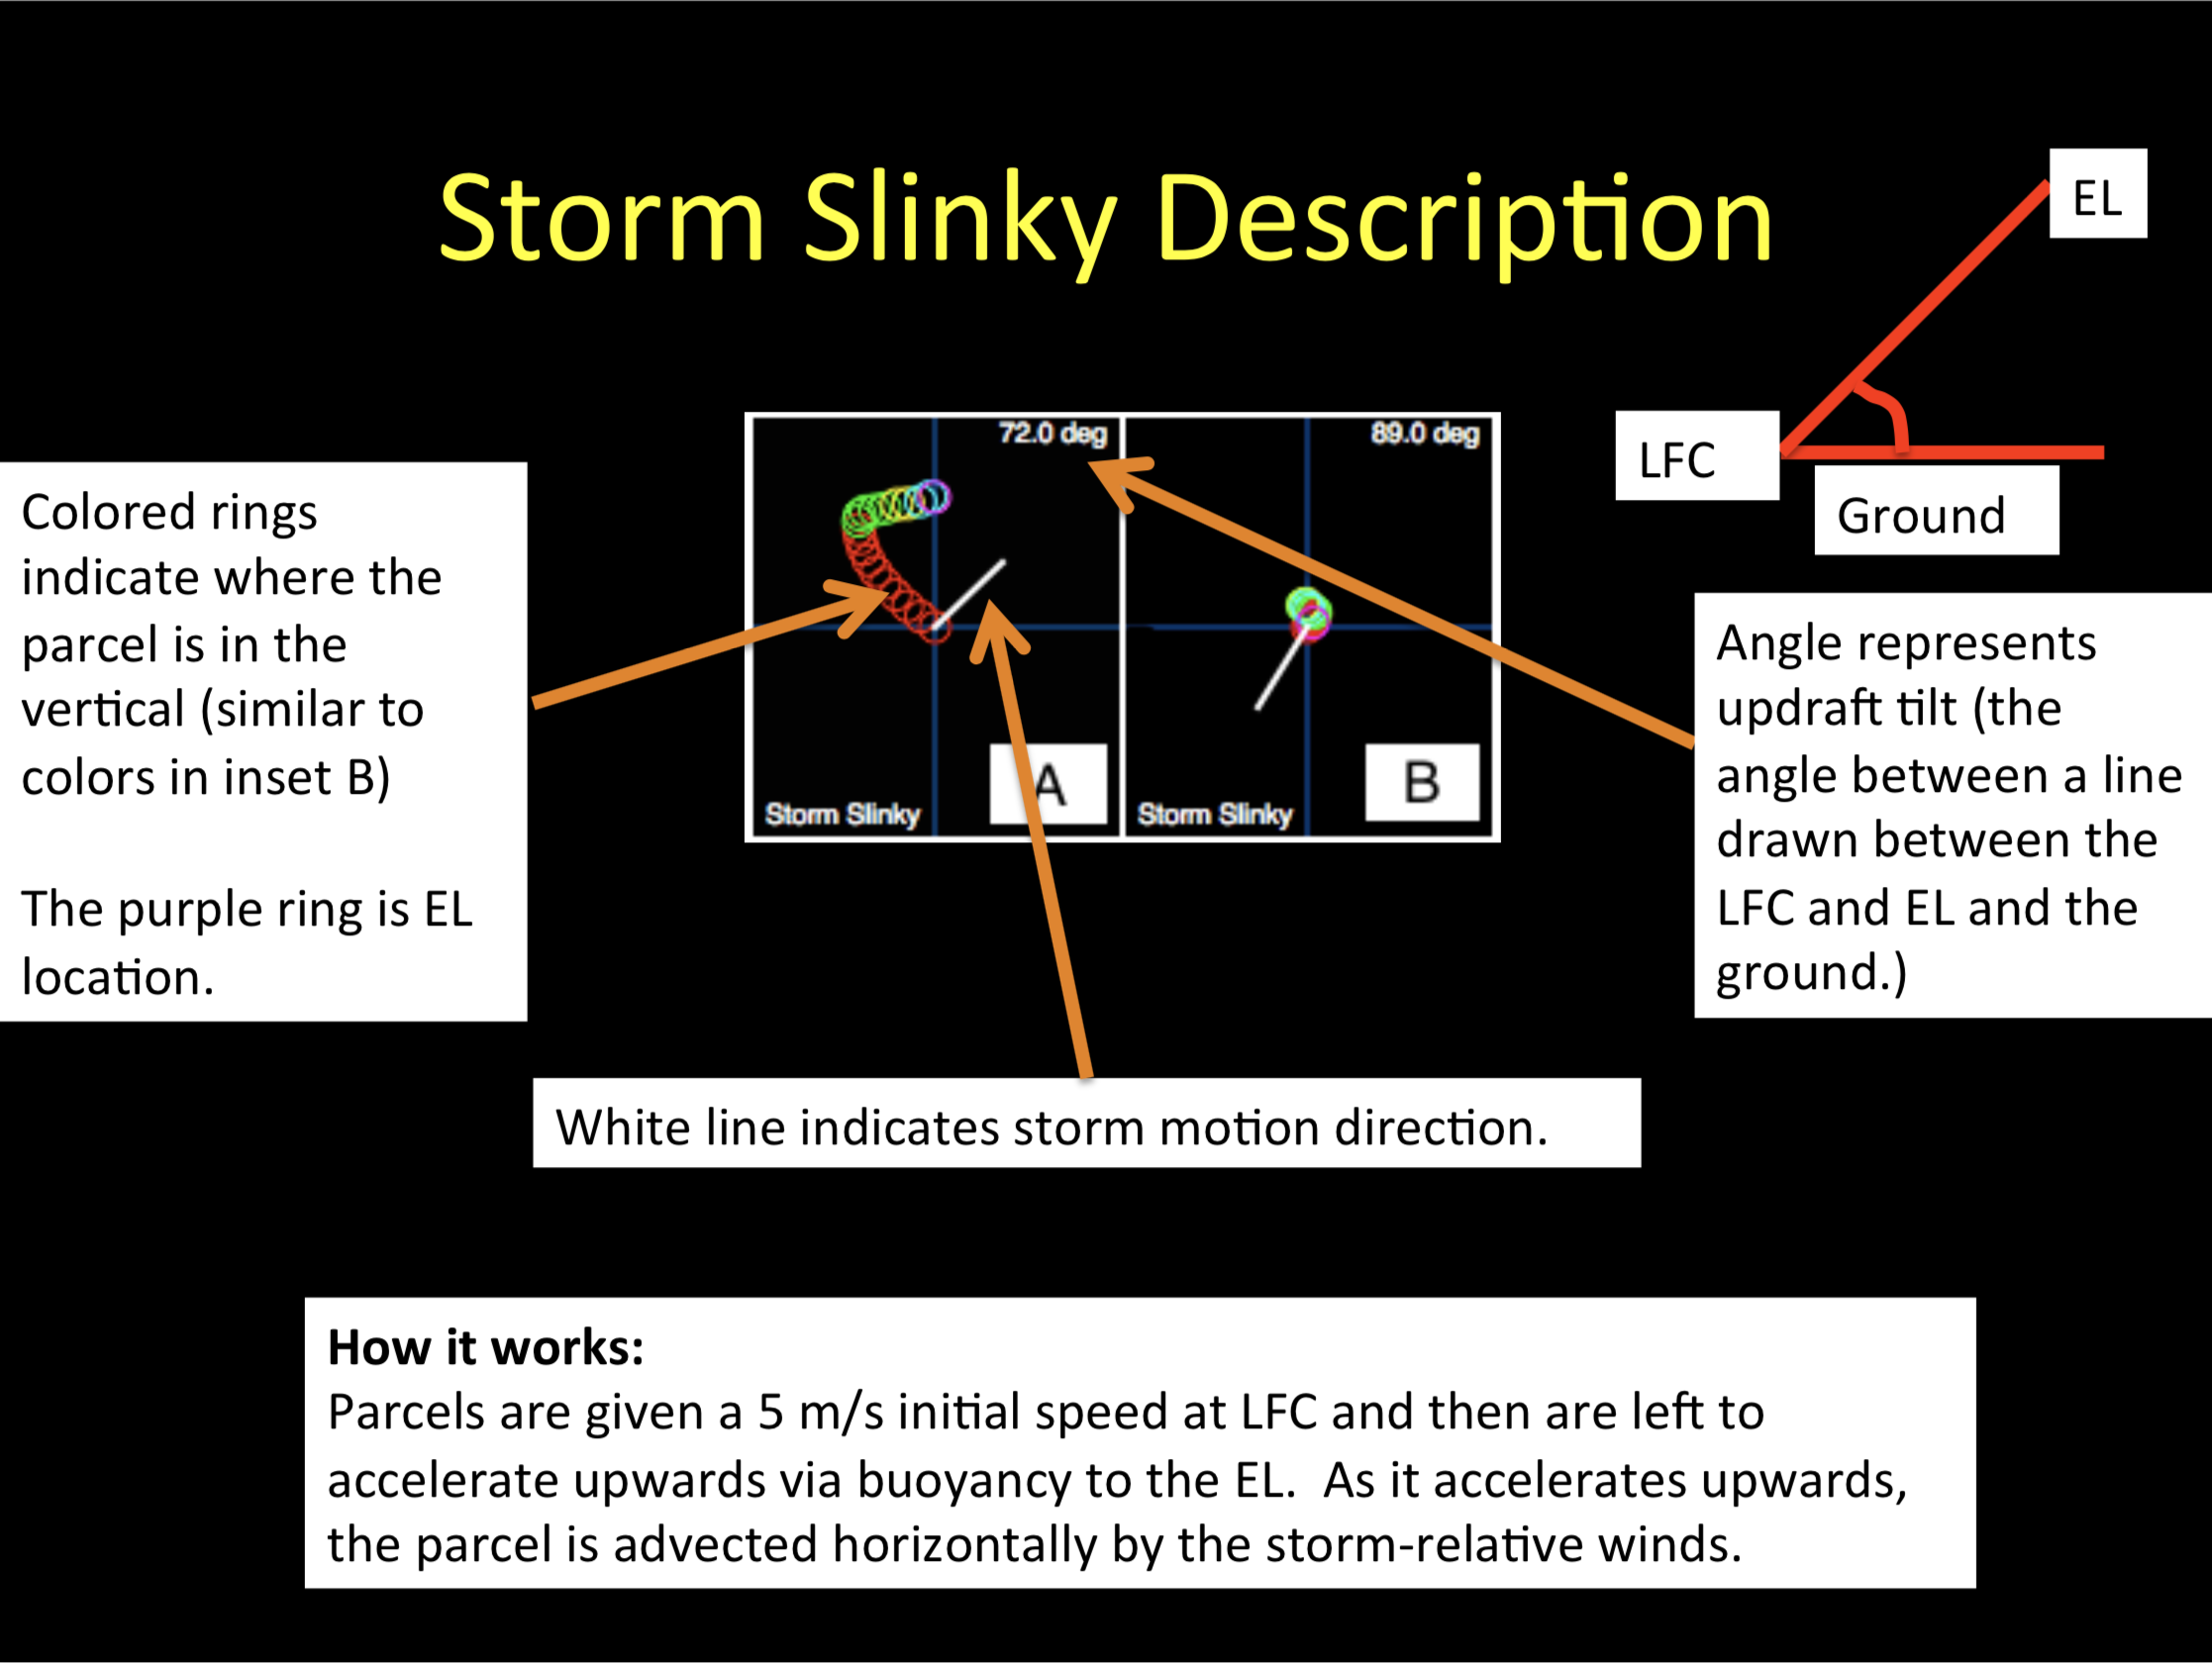 Storm Slinky Description
EL
LFC
Ground
72.0 deg
89.0 deg
A
B
Storm Slinky
Storm Slinky
Colored rings
indicate where the
parcel is in the
vertical (similar to
colors in inset B)
The purple ring is EL
location.
Angle represents
updraft tilt (the
angle between a line
drawn between the
LFC and EL and the
ground.)
White line indicates storm motion direction.
How it works:
Parcels are given a 5 m/s initial speed at LFC and then are left to
accelerate upwards via buoyancy to the EL.  As it accelerates upwards,
the parcel is advected horizontally by the storm-relative winds.